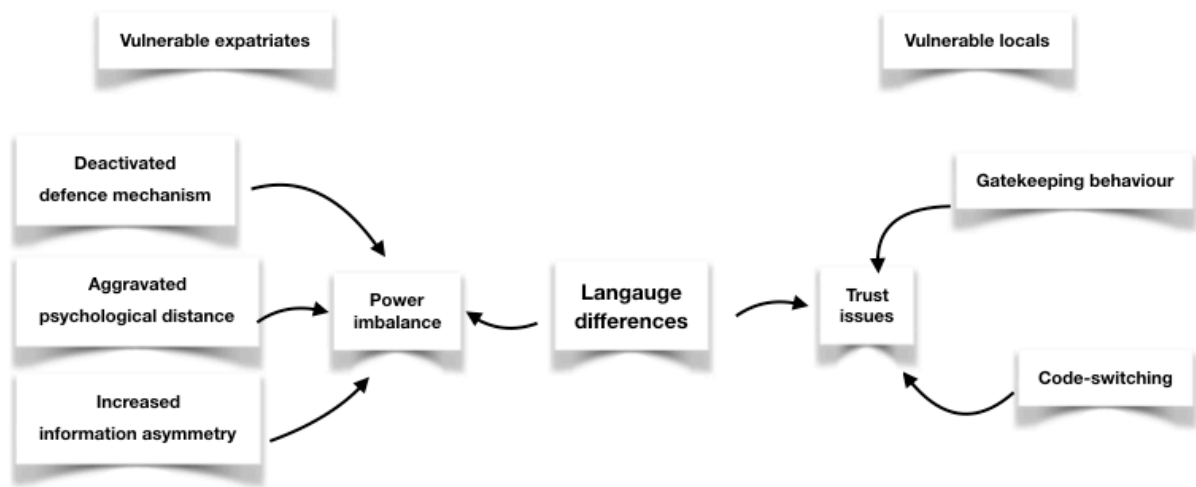 Vulnerable expatriates
Vulnerable locals
Deactivated
defence mechanism
Gatekeeping behaviour
Aggravated
psychological distance
Power
imbalance
Langauge
differences
Trust
issues
Increased
information asymmetry
Code-switching